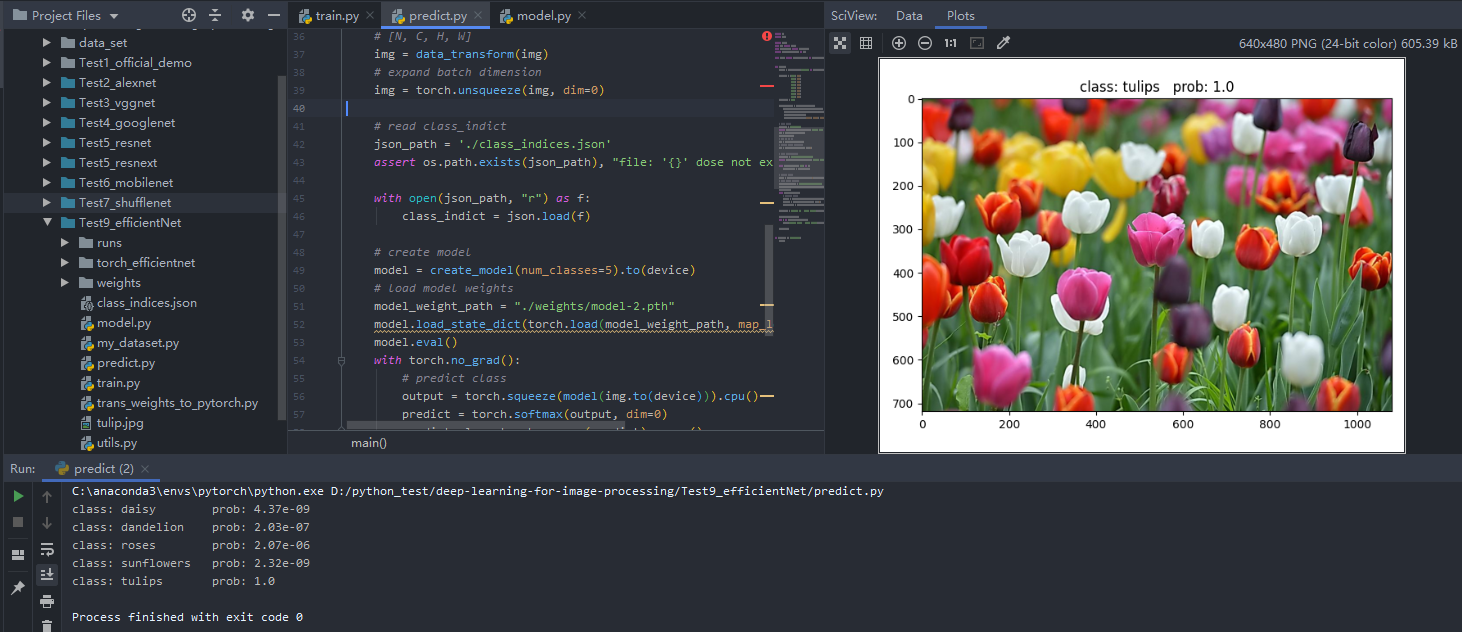 Project Files
data_set
Test1_official_demo
Test2_alexnet
Test3_vggnet
Test4_googlenet
Test5_resnet
Test5_resnext
Test6_mobilenet
Test7_shufflenet
Test9_efficientNet
runs
torch_efficientnet
weights
class_indices.json
model.py
my_dataset.py
predict.py
train.py
trans_weights_to_pytorch.py
tulip.jpg
utils.py
train.py
predict.py
model.py
36 # [N, C, H, W]
37 img = data_transform(img)
38 # expand batch dimension
39 img = torch.unsqueeze(img, dim=0)
40
41 # read class_indict
42 json_path = './class_indices.json'
43 assert os.path.exists(json_path), "file: '{}' dose not ex
44
45 with open(json_path, "r") as f:
46 class_indict = json.load(f)
47
48 # create model
49 model = create_model(num_classes=5).to(device)
50 # load model weights
51 model_weight_path = "./weights/model-2.pth"
52 model.load_state_dict(torch.load(model_weight_path, map_l
53 model.eval()
54 with torch.no_grad():
55 # predict class
56 output = torch.squeeze(model(img.to(device))).cpu()
57 predict = torch.softmax(output, dim=0)
main()
SciView: Data Plots
1:1
640x480 PNG (24-bit color) 605.39 kB
class: tulips prob: 1.0
0
100
200
300
400
500
600
700
0 200 400 600 800 1000
Run: predict (2)
C:\anaconda3\envs\pytorch\python.exe D:/python_test/deep-learning-for-image-processing/Test9_efficientNet/predict.py
class: daisy prob: 4.37e-09
class: dandelion prob: 2.03e-07
class: roses prob: 2.07e-06
class: sunflowers prob: 2.32e-09
class: tulips prob: 1.0
Process finished with exit code 0